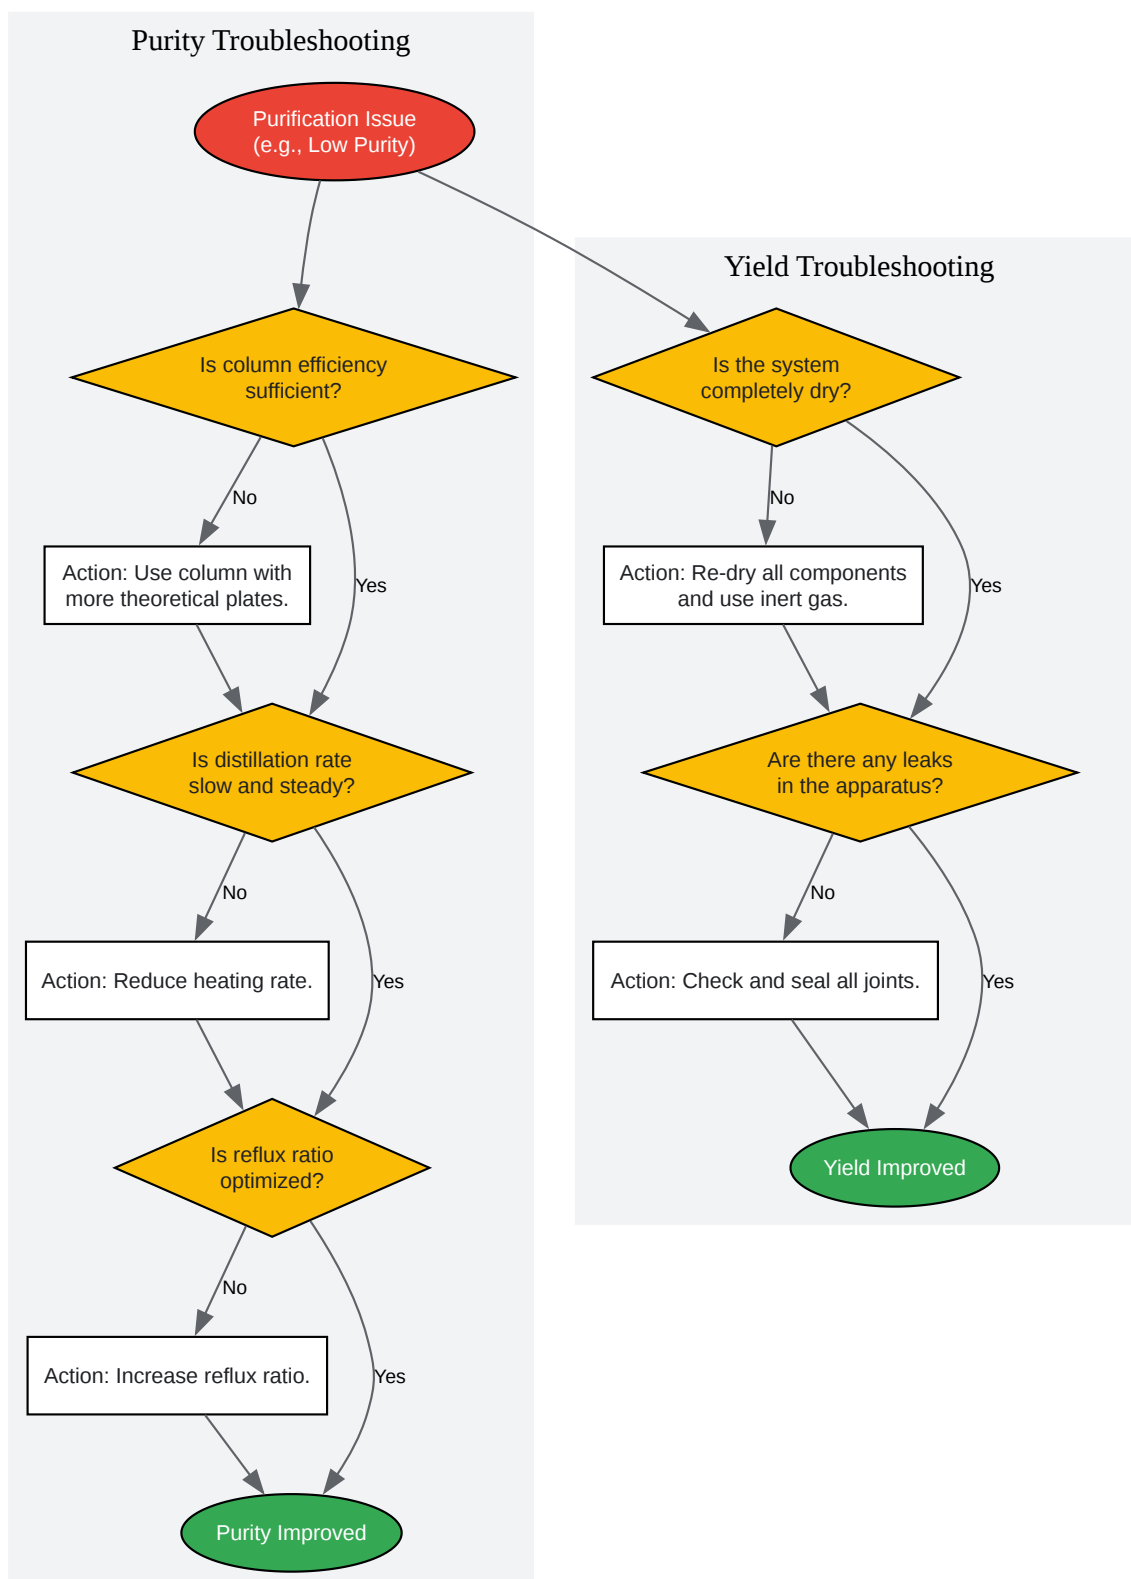 Purity Troubleshooting
Purification Issue
(e.g., Low Purity)
Yield Troubleshooting
Is column efficiency
sufficient?
Is the system
completely dry?
No
No
Action: Use column with
more theoretical plates.
Yes
Action: Re-dry all components
and use inert gas.
Yes
Is distillation rate
slow and steady?
Are there any leaks
in the apparatus?
No
No
Action: Reduce heating rate.
Yes
Action: Check and seal all joints.
Yes
Is reflux ratio
optimized?
Yield Improved
No
Action: Increase reflux ratio.
Yes
Purity Improved